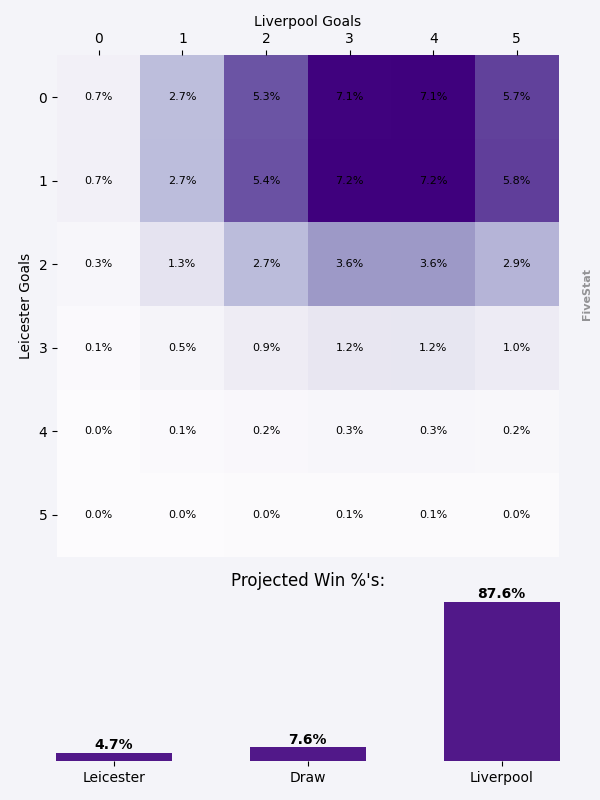 Liverpool Goals
0 1 2 3 4 5
0 0.7% 2.7% 5.3% 7.1% 7.1% 5.7%
1 0.7% 2.7% 5.4% 7.2% 7.2% 5.8%
2 0.3% 1.3% 2.7% 3.6% 3.6% 2.9%
3 0.1% 0.5% 0.9% 1.2% 1.2% 1.0%
4 0.0% 0.1% 0.2% 0.3% 0.3% 0.2%
5 0.0% 0.0% 0.0% 0.1% 0.1% 0.0%
Leicester Goals
FiveStat
Projected Win %'s:
4.7% 7.6% 87.6%
Leicester Draw Liverpool